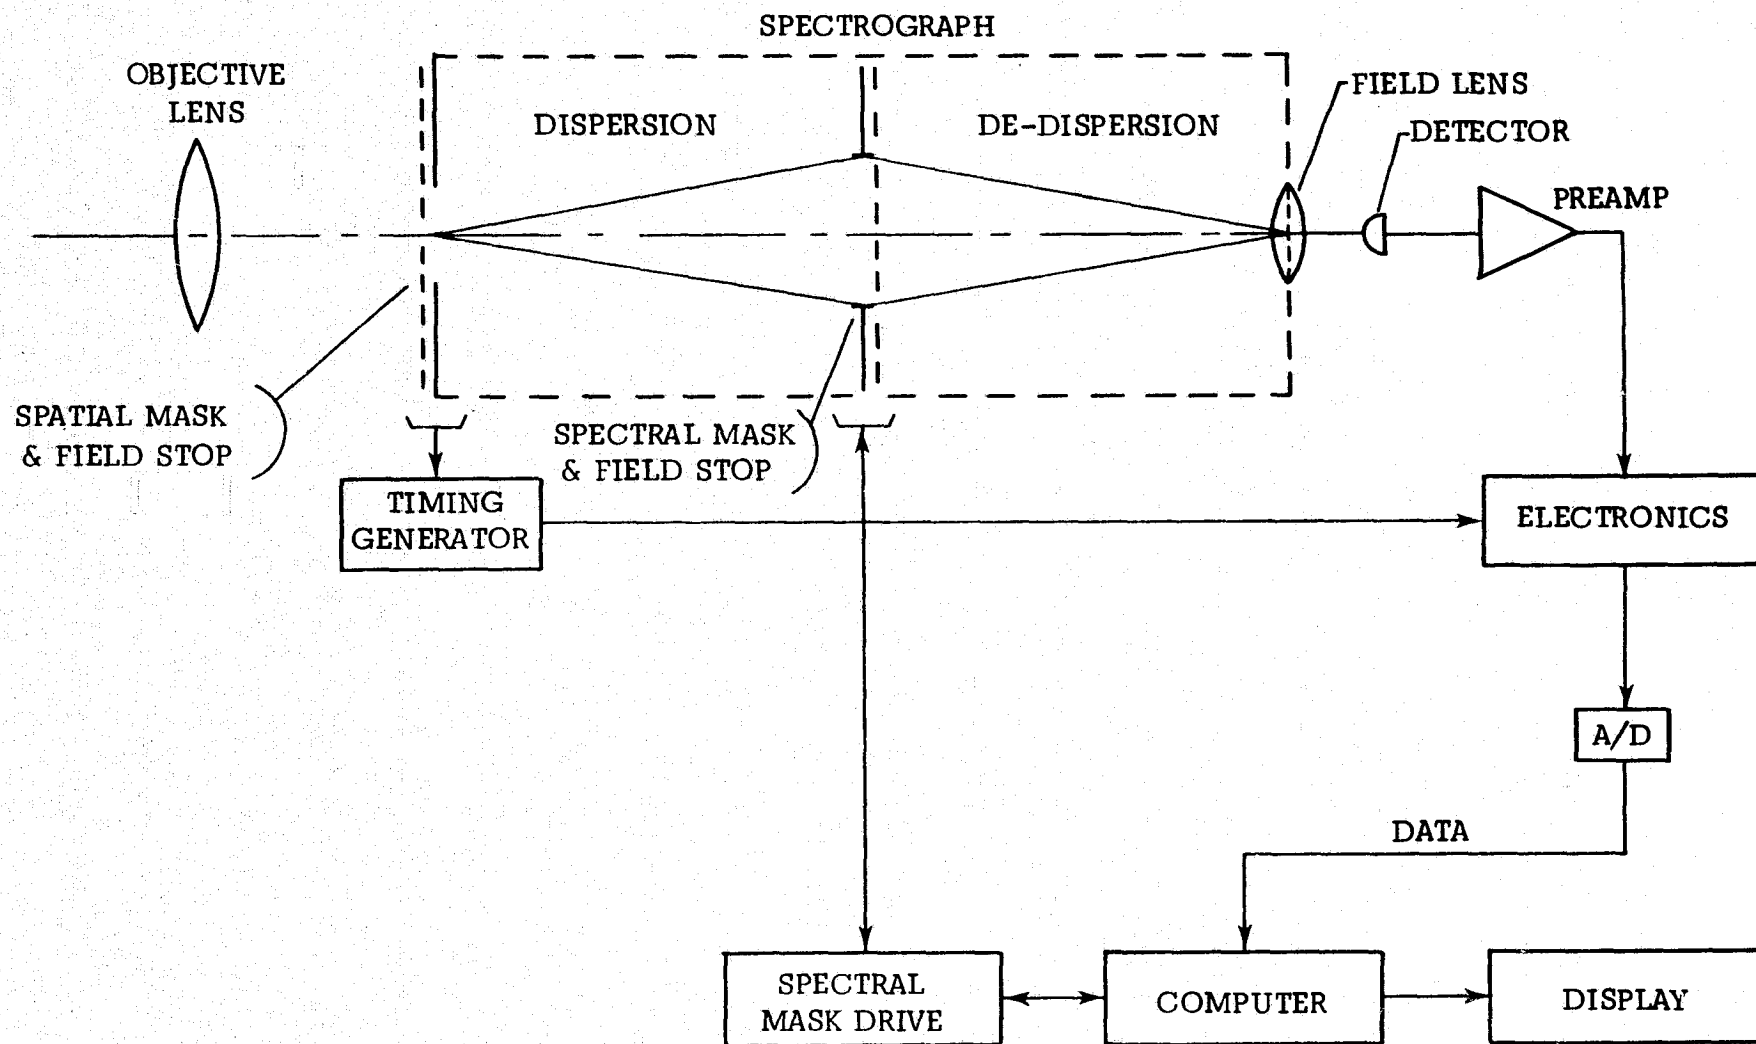 SPECTROGRAPH
OBJECTIVE
LENS
DISPERSION
DE-DISPERSION
FIELD LENS
DETECTOR
PREAMP
SPATIAL MASK
& FIELD STOP
SPECTRAL MASK
& FIELD STOP
TIMING
GENERATOR
ELECTRONICS
A/D
DATA
SPECTRAL
MASK DRIVE
COMPUTER
DISPLAY